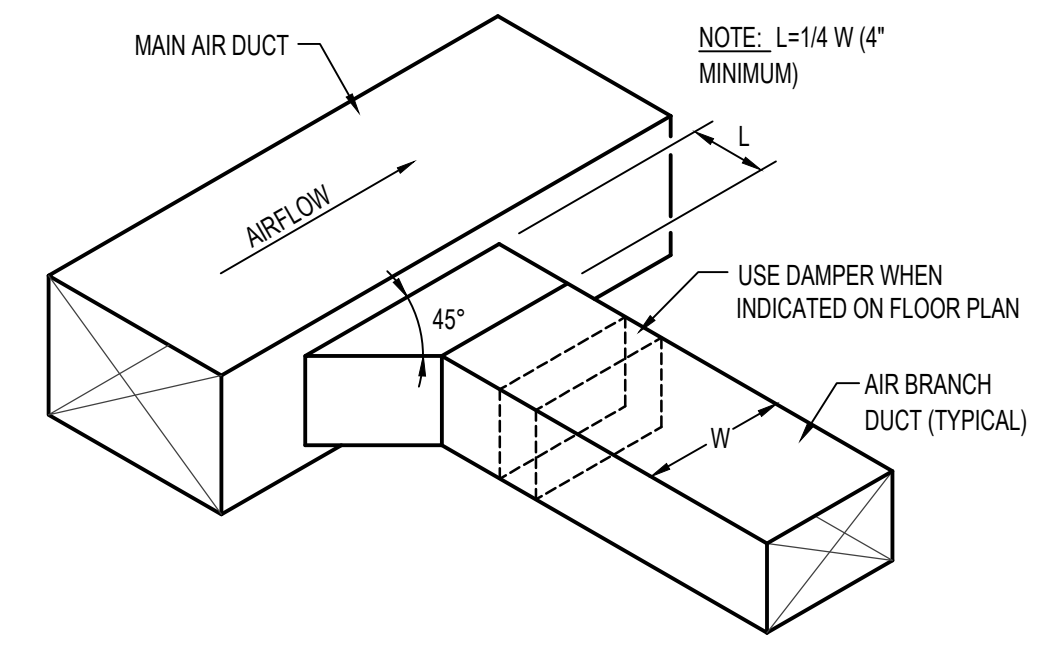 MAIN AIR DUCT
NOTE: L=1/4 W (4"
MINIMUM)
L
AIRFLOW
45°
USE DAMPER WHEN
INDICATED ON FLOOR PLAN
AIR BRANCH
DUCT (TYPICAL)
W